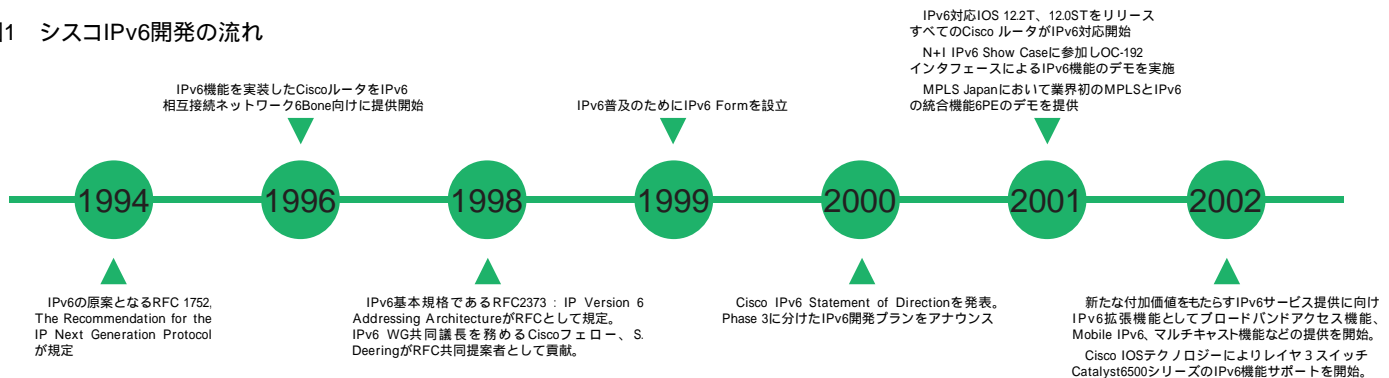 1 シスコIPv6開発の流れ
IPv6対応IOS 12.2T、12.0STをリリース
すべてのCisco ルータがIPv6対応開始
N+I IPv6 Show Caseに参加しOC-192
インタフェースによるIPv6機能のデモを実施
MPLS Japanにおいて業界初のMPLSとIPv6
の統合機能6PEのデモを提供
IPv6機能を実装したCiscoルータをIPv6
相互接続ネットワーク6Bone向けに提供開始
IPv6普及のためにIPv6 Formを設立
1994
1996
1998
1999
2000
2001
2002
IPv6の原案となるRFC 1752,
The Recommendation for the
IP Next Generation Protocol
が規定
IPv6基本規格であるRFC2373 : IP Version 6
Addressing ArchitectureがRFCとして規定。
IPv6 WG共同議長を務めるCiscoフェロー、S.
DeeringがRFC共同提案者として貢献。
Cisco IPv6 Statement of Directionを発表。
Phase 3に分けたIPv6開発プランをアナウンス
新たな付加価値をもたらすIPv6サービス提供に向け
IPv6拡張機能としてブロードバンドアクセス機能、
Mobile IPv6、マルチキャスト機能などの提供を開始。
Cisco IOSテクノロジーによりレイヤ3スイッチ
Catalyst6500シリーズのIPv6機能サポートを開始。